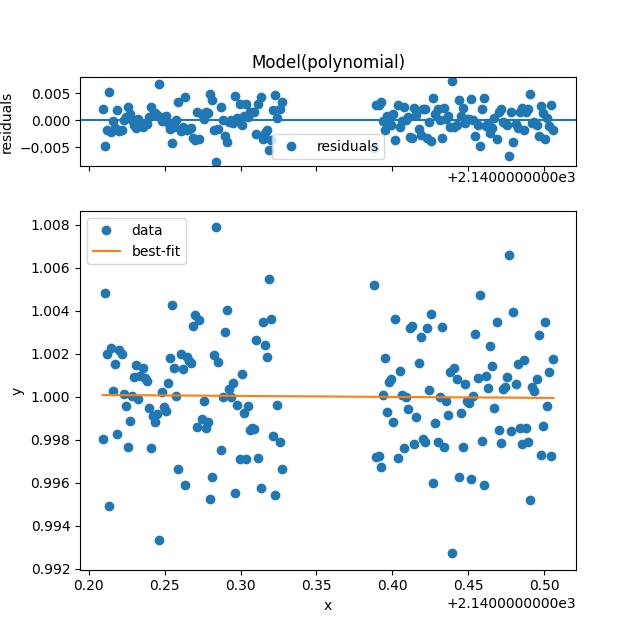 Model(polynomial)
residuals
0.005
0.000
−0.005
residuals
+2.1400000000e3
y
1.008
1.006
1.004
1.002
1.000
0.998
0.996
0.994
0.992
data
best-fit
0.20 0.25 0.30 0.35 0.40 0.45 0.50
x
+2.1400000000e3